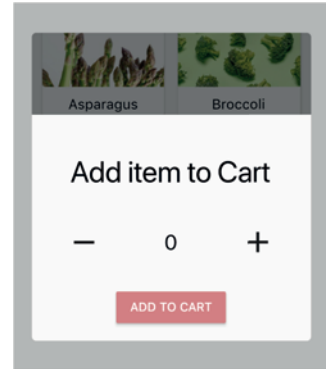 Asparagus Broccoli
Add item to Cart
− 0 +
ADD TO CART